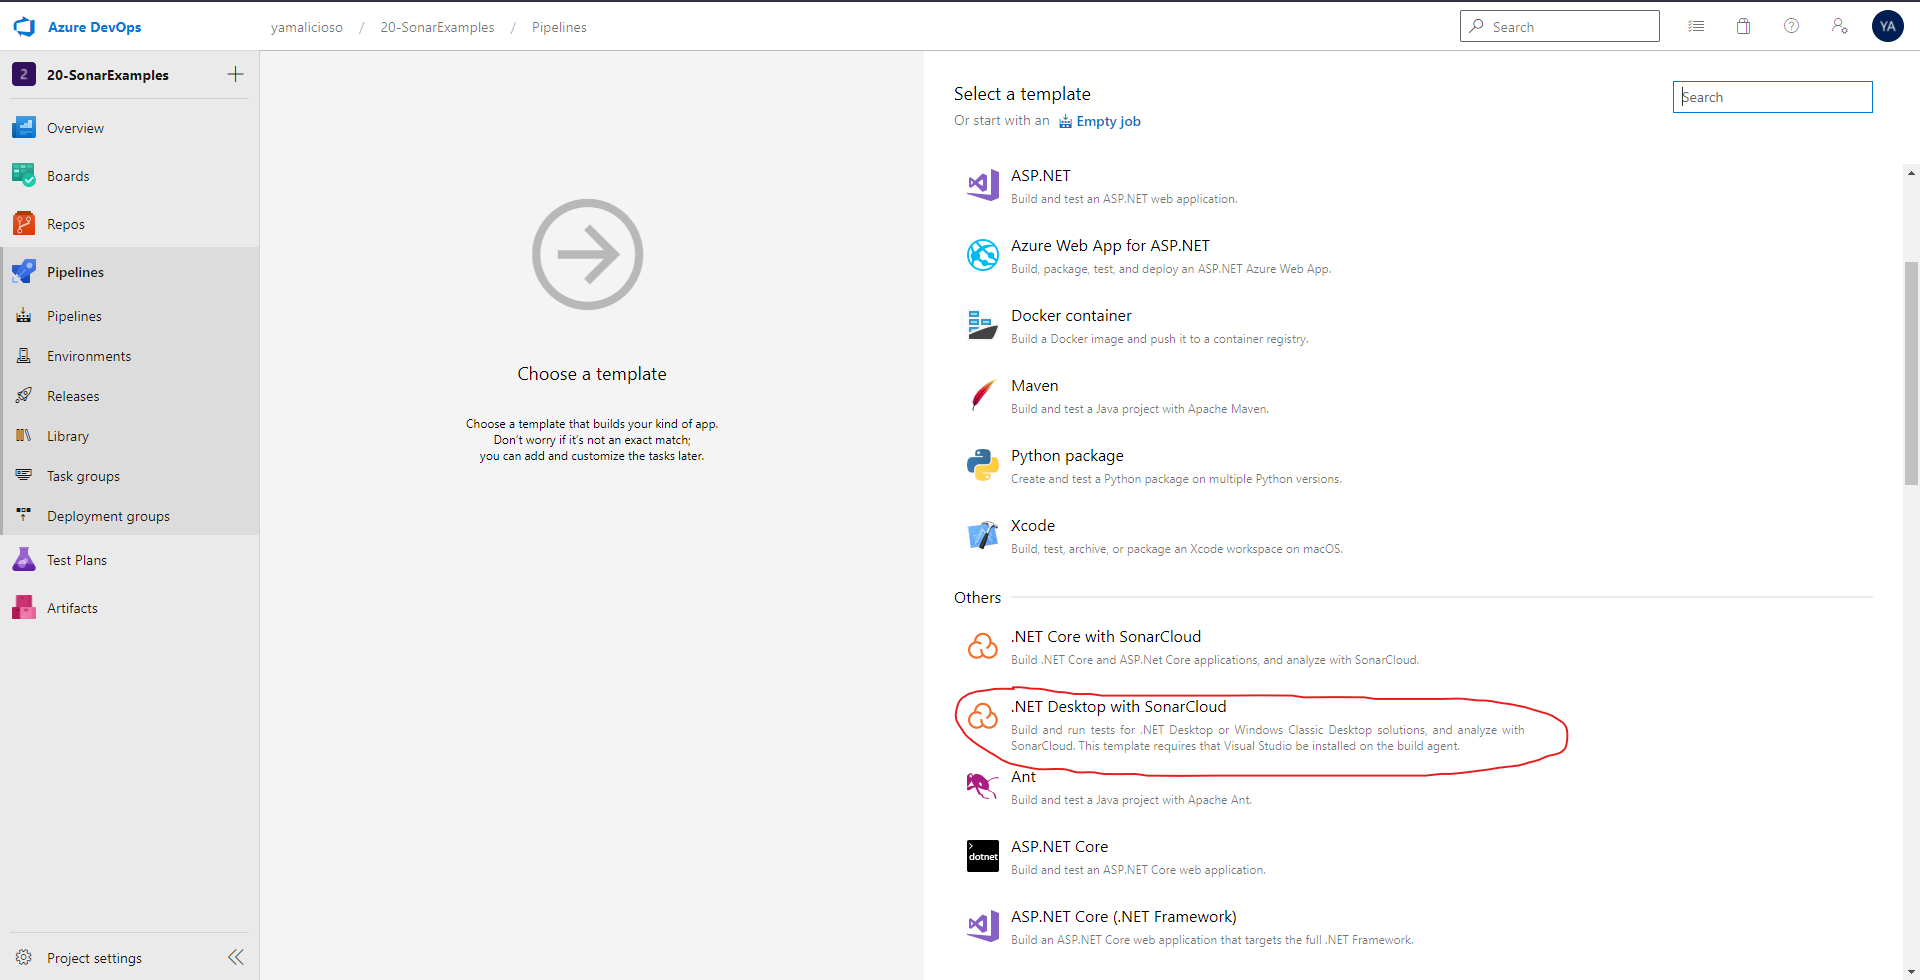 Azure DevOps
yamalicioso / 20-SonarExamples / Pipelines
Search
YA
2 20-SonarExamples
Overview
Boards
Repos
Pipelines
Pipelines
Environments
Releases
Library
Task groups
Deployment groups
Test Plans
Artifacts
Project settings
Choose a template
Choose a template that builds your kind of app.
Don't worry if it's not an exact match;
you can add and customize the tasks later.
Select a template
Or start with an Empty job
Search
ASP.NET
Build and test an ASP.NET web application.
Azure Web App for ASP.NET
Build, package, test, and deploy an ASP.NET Azure Web App.
Docker container
Build a Docker image and push it to a container registry.
Maven
Build and test a Java project with Apache Maven.
Python package
Create and test a Python package on multiple Python versions.
Xcode
Build, test, archive, or package an Xcode workspace on macOS.
Others
.NET Core with SonarCloud
Build .NET Core and ASP.Net Core applications, and analyze with SonarCloud.
.NET Desktop with SonarCloud
Build and run tests for .NET Desktop or Windows Classic Desktop solutions, and analyze with
SonarCloud. This template requires that Visual Studio be installed on the build agent.
Ant
Build and test a Java project with Apache Ant.
dotnet
ASP.NET Core
Build and test an ASP.NET Core web application.
ASP.NET Core (.NET Framework)
Build an ASP.NET Core web application that targets the full .NET Framework.